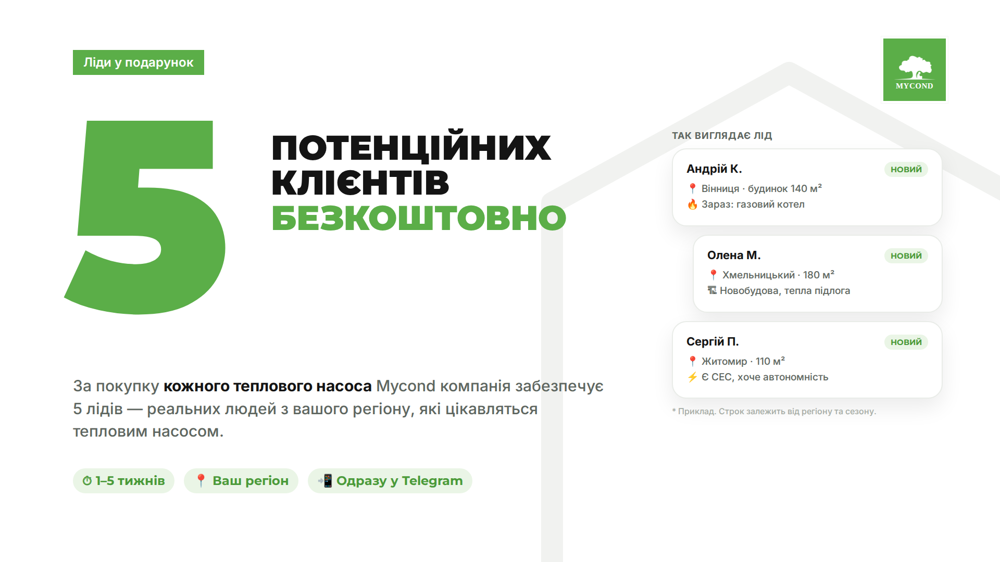 Ліди у подарунок
MYCOND
5
ПОТЕНЦІЙНИХ
КЛІЄНТІВ
БЕЗКОШТОВНО
За покупку кожного теплового насоса Mycond компанія забезпечує
5 лідів — реальних людей з вашого регіону, які цікавляться
тепловим насосом.
⏱ 1–5 тижнів
📍 Ваш регіон
📲 Одразу у Telegram
ТАК ВИГЛЯДАЄ ЛІД
Андрій К.
НОВИЙ
📍 Вінниця · будинок 140 м²
🔥 Зараз: газовий котел
Олена М.
НОВИЙ
📍 Хмельницький · 180 м²
🏗 Новобудова, тепла підлога
Сергій П.
НОВИЙ
📍 Житомир · 110 м²
⚡ Є СЕС, хоче автономність
* Приклад. Строк залежить від регіону та сезону.